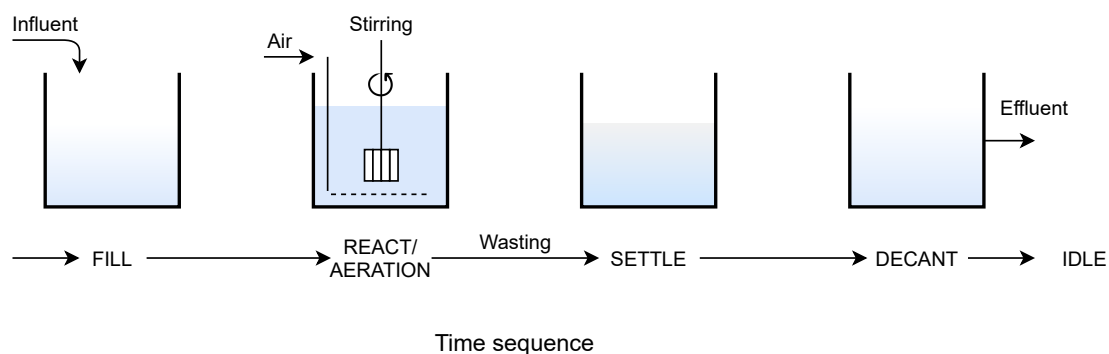 Influent
Air
Stirring
Effluent
FILL
REACT/
AERATION
Wasting
SETTLE
DECANT
IDLE
Time sequence